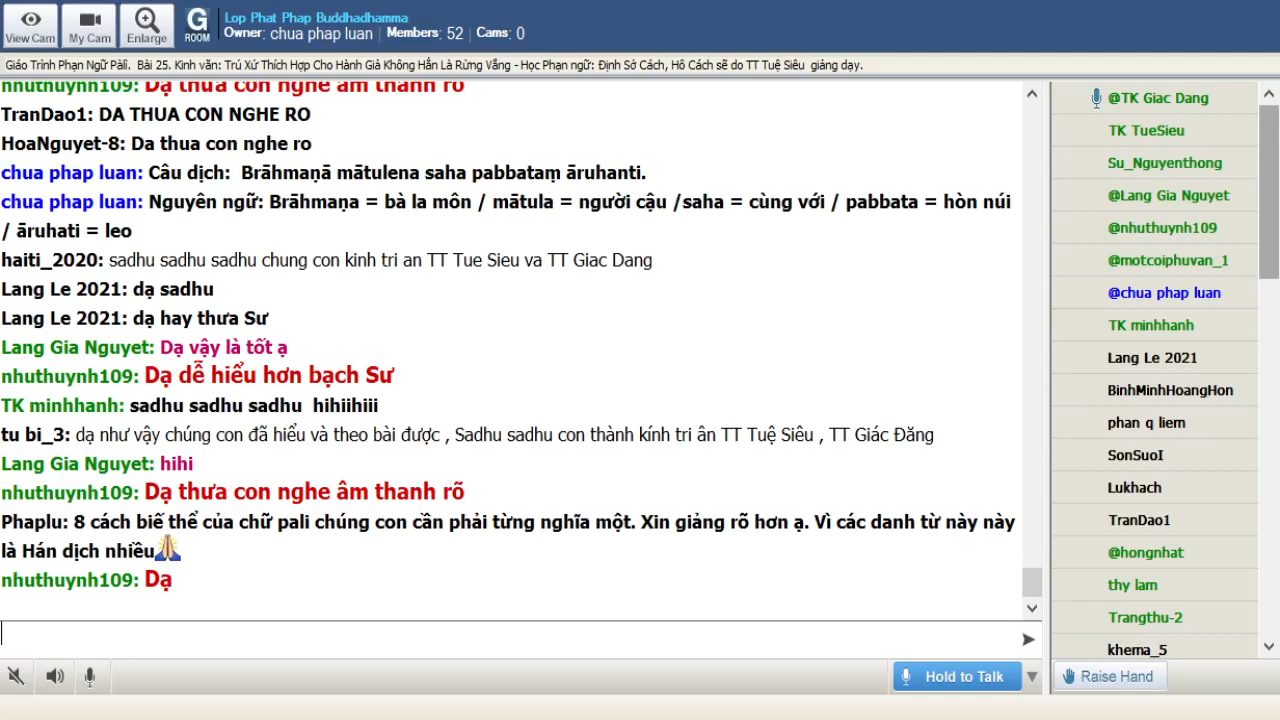 View Cam
My Cam
Enlarge
G
ROOM
Lop Phat Phap Buddhadhamma
Owner: chua phap luan Members: 52 Cams: 0
Giáo Trình Phạn Ngữ Pàli. Bài 25. Kinh văn: Trú Xứ Thích Hợp Cho Hành Giả Không Hẳn Là Rừng Vắng - Học Phạn ngữ: Định Sở Cách, Hô Cách sẽ do TT Tuệ Siêu giảng dạy.
nhuthuynh109: Dạ thưa con nghe âm thanh rõ
TranDao1: DA THUA CON NGHE RO
HoaNguyet-8: Da thua con nghe ro
chua phap luan: Câu dịch: Brāhmaṇā mātulena saha pabbataṃ āruhanti.
chua phap luan: Nguyên ngữ: Brāhmaṇa = bà la môn / mātula = người cậu /saha = cùng với / pabbata = hòn núi
/ āruhati = leo
haiti_2020: sadhu sadhu sadhu chung con kinh tri an TT Tue Sieu va TT Giac Dang
Lang Le 2021: dạ sadhu
Lang Le 2021: dạ hay thưa Sư
Lang Gia Nguyet: Dạ vậy là tốt ạ
nhuthuynh109: Dạ dễ hiểu hơn bạch Sư
TK minhhanh: sadhu sadhu sadhu hihiihiii
tu bi_3: dạ như vậy chúng con đã hiểu và theo bài được , Sadhu sadhu con thành kính tri ân TT Tuệ Siêu , TT Giác Đăng
Lang Gia Nguyet: hihi
nhuthuynh109: Dạ thưa con nghe âm thanh rõ
Phaplu: 8 cách biế thể của chữ pali chúng con cần phải từng nghĩa một. Xin giảng rõ hơn ạ. Vì các danh từ này này
là Hán dịch nhiều
nhuthuynh109: Dạ
@TK Giac Dang
TK TueSieu
Su_Nguyenthong
@Lang Gia Nguyet
@nhuthuynh109
@motcoiphuvan_1
@chua phap luan
TK minhhanh
Lang Le 2021
BinhMinhHoangHon
phan q liem
SonSuoI
Lukhach
TranDao1
@hongnhat
thy lam
Trangthu-2
khema_5
Hold to Talk
Raise Hand